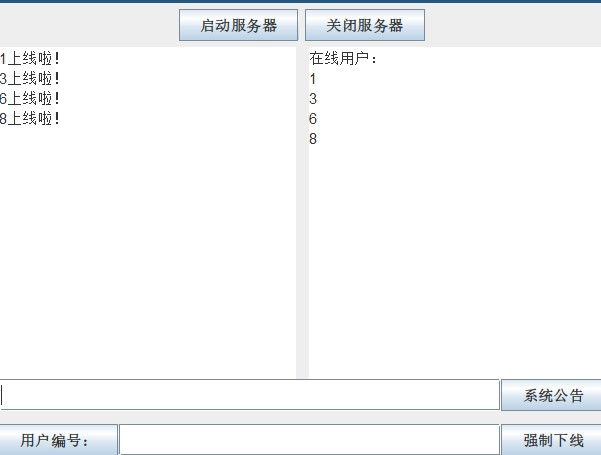 启动服务器 关闭服务器
1上线啦!
3上线啦!
6上线啦!
8上线啦!
在线用户:
1
3
6
8
系统公告
用户编号: 强制下线